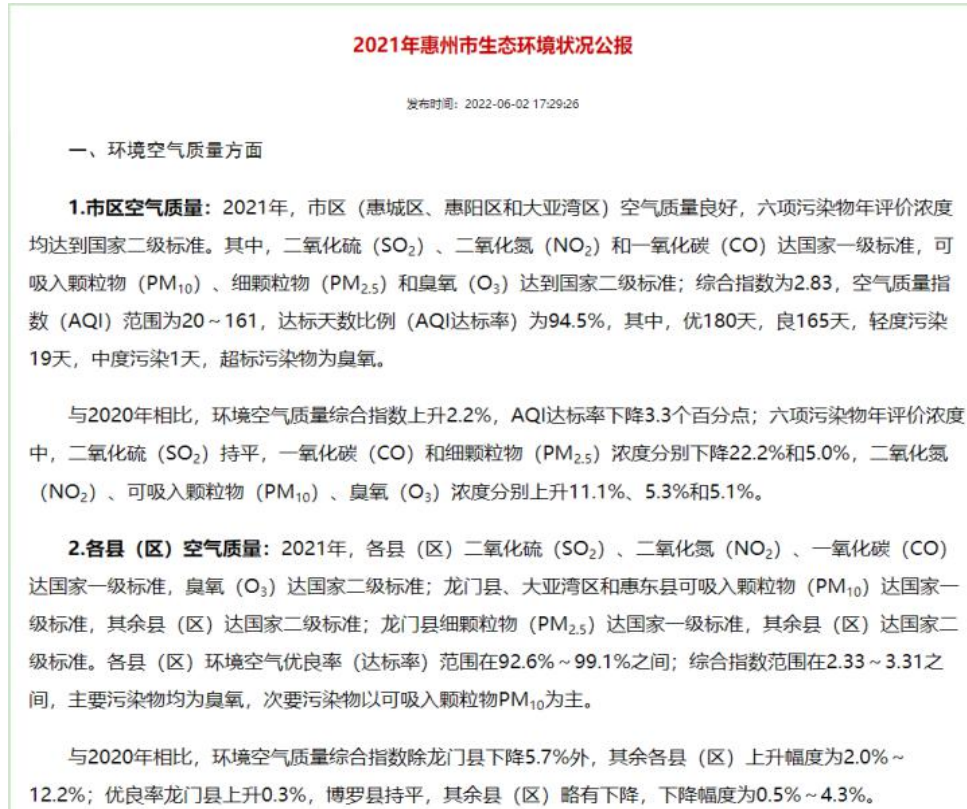 2021年惠州市生态环境状况公报
发布时间：2022-06-02 17:29:26
一、环境空气质量方面
1.市区空气质量：2021年，市区（惠城区、惠阳区和大亚湾区）空气质量良好，六项污染物年评价浓度
均达到国家二级标准。其中，二氧化硫（SO₂）、二氧化氮（NO₂）和一氧化碳（CO）达国家一级标准，可
吸入颗粒物（PM₁₀）、细颗粒物（PM₂.₅）和臭氧（O₃）达到国家二级标准；综合指数为2.83，空气质量指
数（AQI）范围为20～161，达标天数比例（AQI达标率）为94.5%，其中，优180天，良165天，轻度污染
19天，中度污染1天，超标污染物为臭氧。
与2020年相比，环境空气质量综合指数上升2.2%，AQI达标率下降3.3个百分点；六项污染物年评价浓度
中，二氧化硫（SO₂）持平，一氧化碳（CO）和细颗粒物（PM₂.₅）浓度分别下降22.2%和5.0%，二氧化氮
（NO₂）、可吸入颗粒物（PM₁₀）、臭氧（O₃）浓度分别上升11.1%、5.3%和5.1%。
2.各县（区）空气质量：2021年，各县（区）二氧化硫（SO₂）、二氧化氮（NO₂）、一氧化碳（CO）
达国家一级标准，臭氧（O₃）达国家二级标准；龙门县、大亚湾区和惠东县可吸入颗粒物（PM₁₀）达国家一
级标准，其余县（区）达国家二级标准；龙门县细颗粒物（PM₂.₅）达国家一级标准，其余县（区）达国家二
级标准。各县（区）环境空气优良率（达标率）范围在92.6%～99.1%之间；综合指数范围在2.33～3.31之
间，主要污染物均为臭氧，次要污染物以可吸入颗粒物PM₁₀为主。
与2020年相比，环境空气质量综合指数除龙门县下降5.7%外，其余各县（区）上升幅度为2.0%～
12.2%；优良率龙门县上升0.3%，博罗县持平，其余县（区）略有下降，下降幅度为0.5%～4.3%。